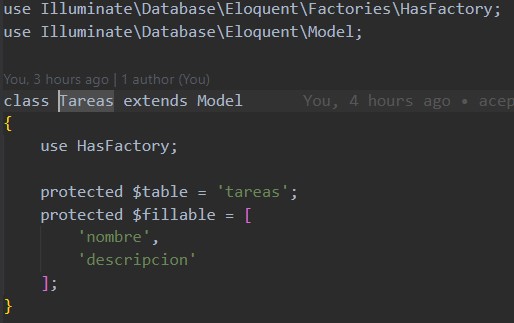 use Illuminate\Database\Eloquent\Factories\HasFactory;
use Illuminate\Database\Eloquent\Model;
You, 3 hours ago | 1 author (You)
class Tareas extends Model You, 4 hours ago • acep
{
use HasFactory;
protected $table = 'tareas';
protected $fillable = [
'nombre',
'descripcion'
];
}